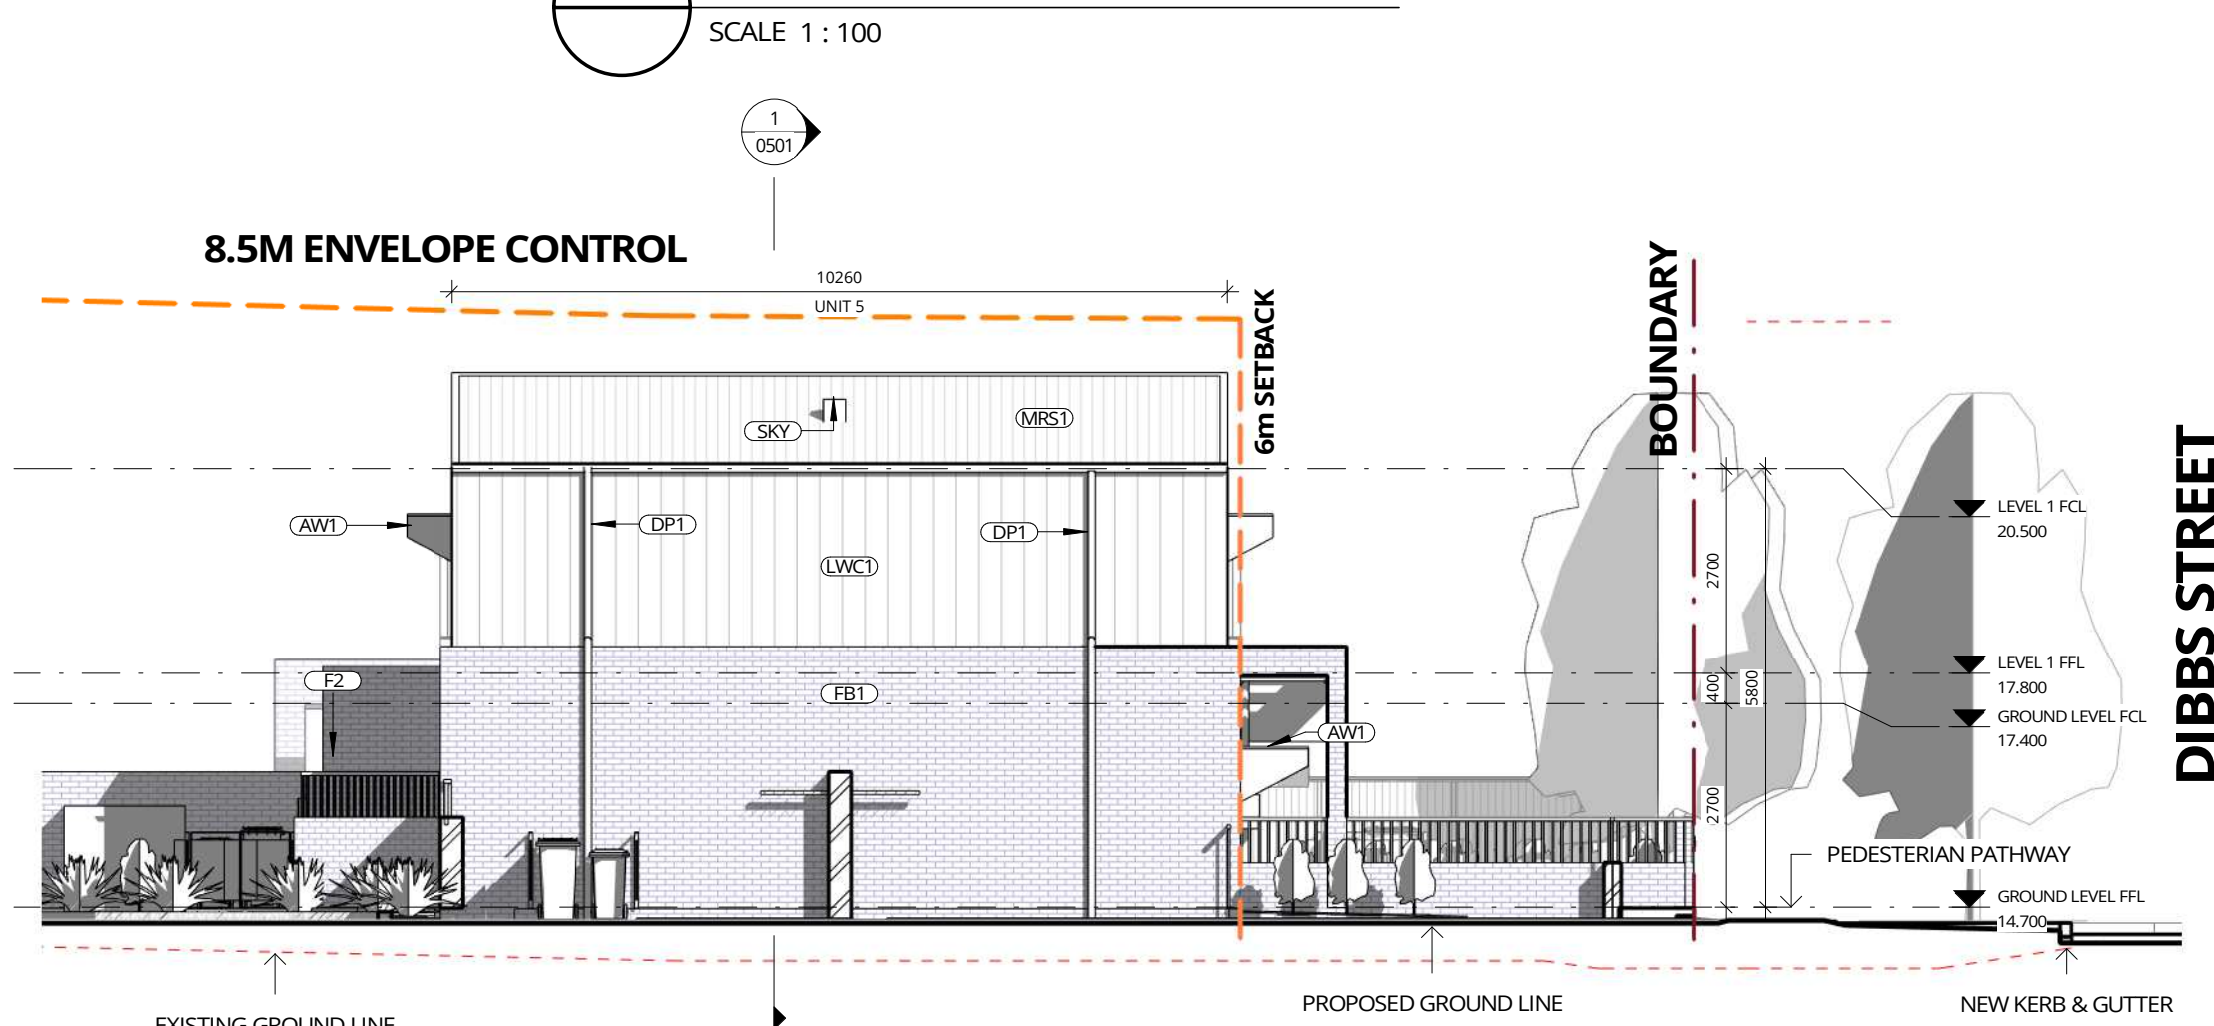 SCALE 1 : 100
1
0501
8.5M ENVELOPE CONTROL
10260
UNIT 5
6m SETBACK
BOUNDARY
DIBBS STREET
SKY
MRS1
AW1
DP1
DP1
LWC1
F2
FB1
AW1
2700
400
5800
2700
LEVEL 1 FCL
20.500
LEVEL 1 FFL
17.800
GROUND LEVEL FCL
17.400
PEDESTERIAN PATHWAY
GROUND LEVEL FFL
14.700
EXISTING GROUND LINE
PROPOSED GROUND LINE
NEW KERB & GUTTER